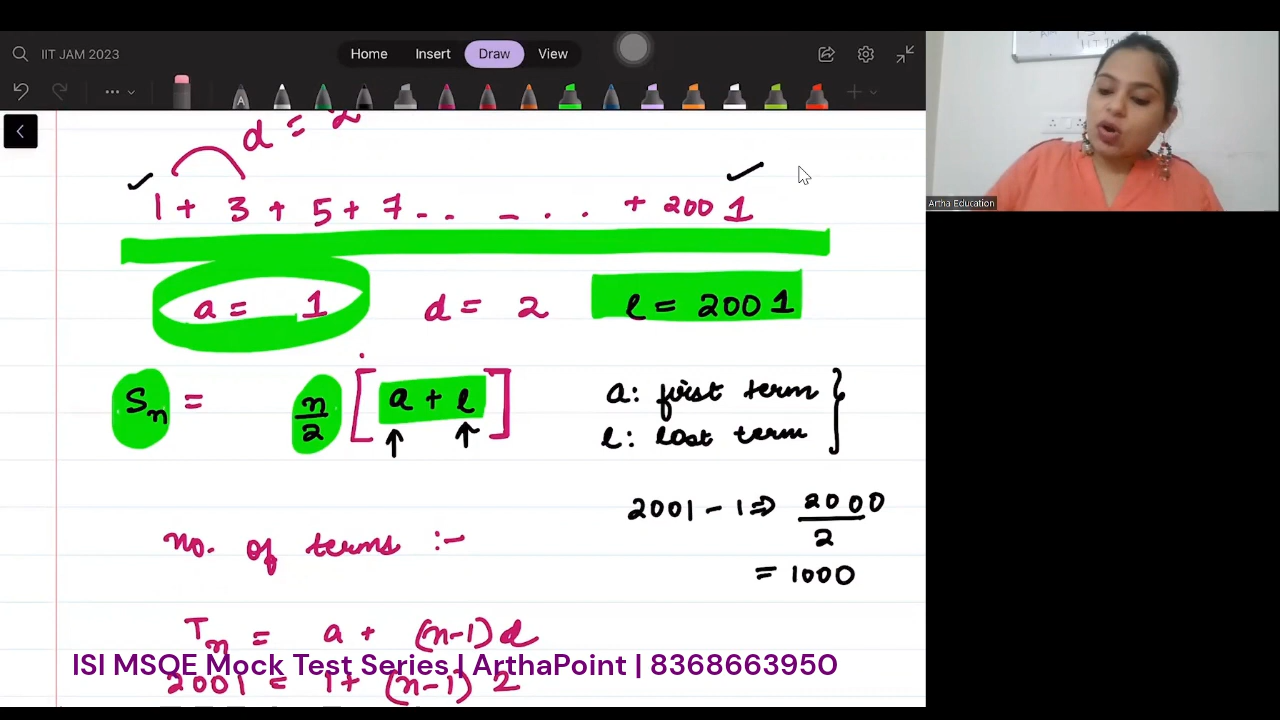 IIT JAM 2023
Home Insert Draw View
d = 2
1 + 3 + 5 + 7 - - - - . . + 2001
a = 1 d = 2 l = 2001
Sn = n/2 [a + l]
a: first term
l: last term
2001 - 1 ⇒ 2000/2
= 1000
no. of terms :-
Tn = a + (n-1)d
2001 = 1 + (n-1) 2
ISI MSQE Mock Test Series | ArthaPoint | 8368663950
Artha Education